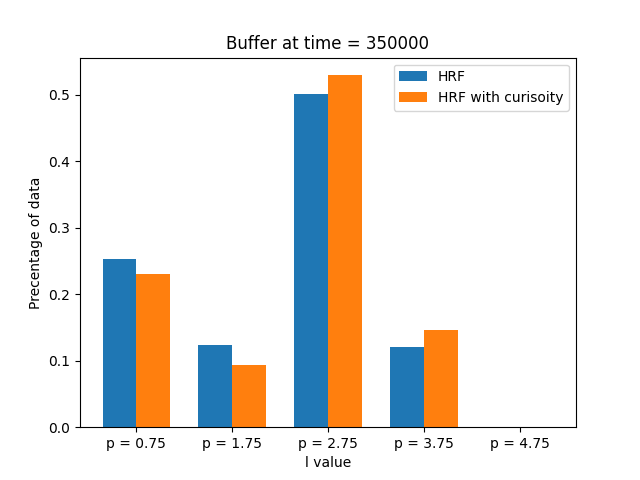 Buffer at time = 350000
HRF
HRF with curisoity
Precentage of data
0.5
0.4
0.3
0.2
0.1
0.0
p = 0.75
p = 1.75
p = 2.75
p = 3.75
p = 4.75
l value